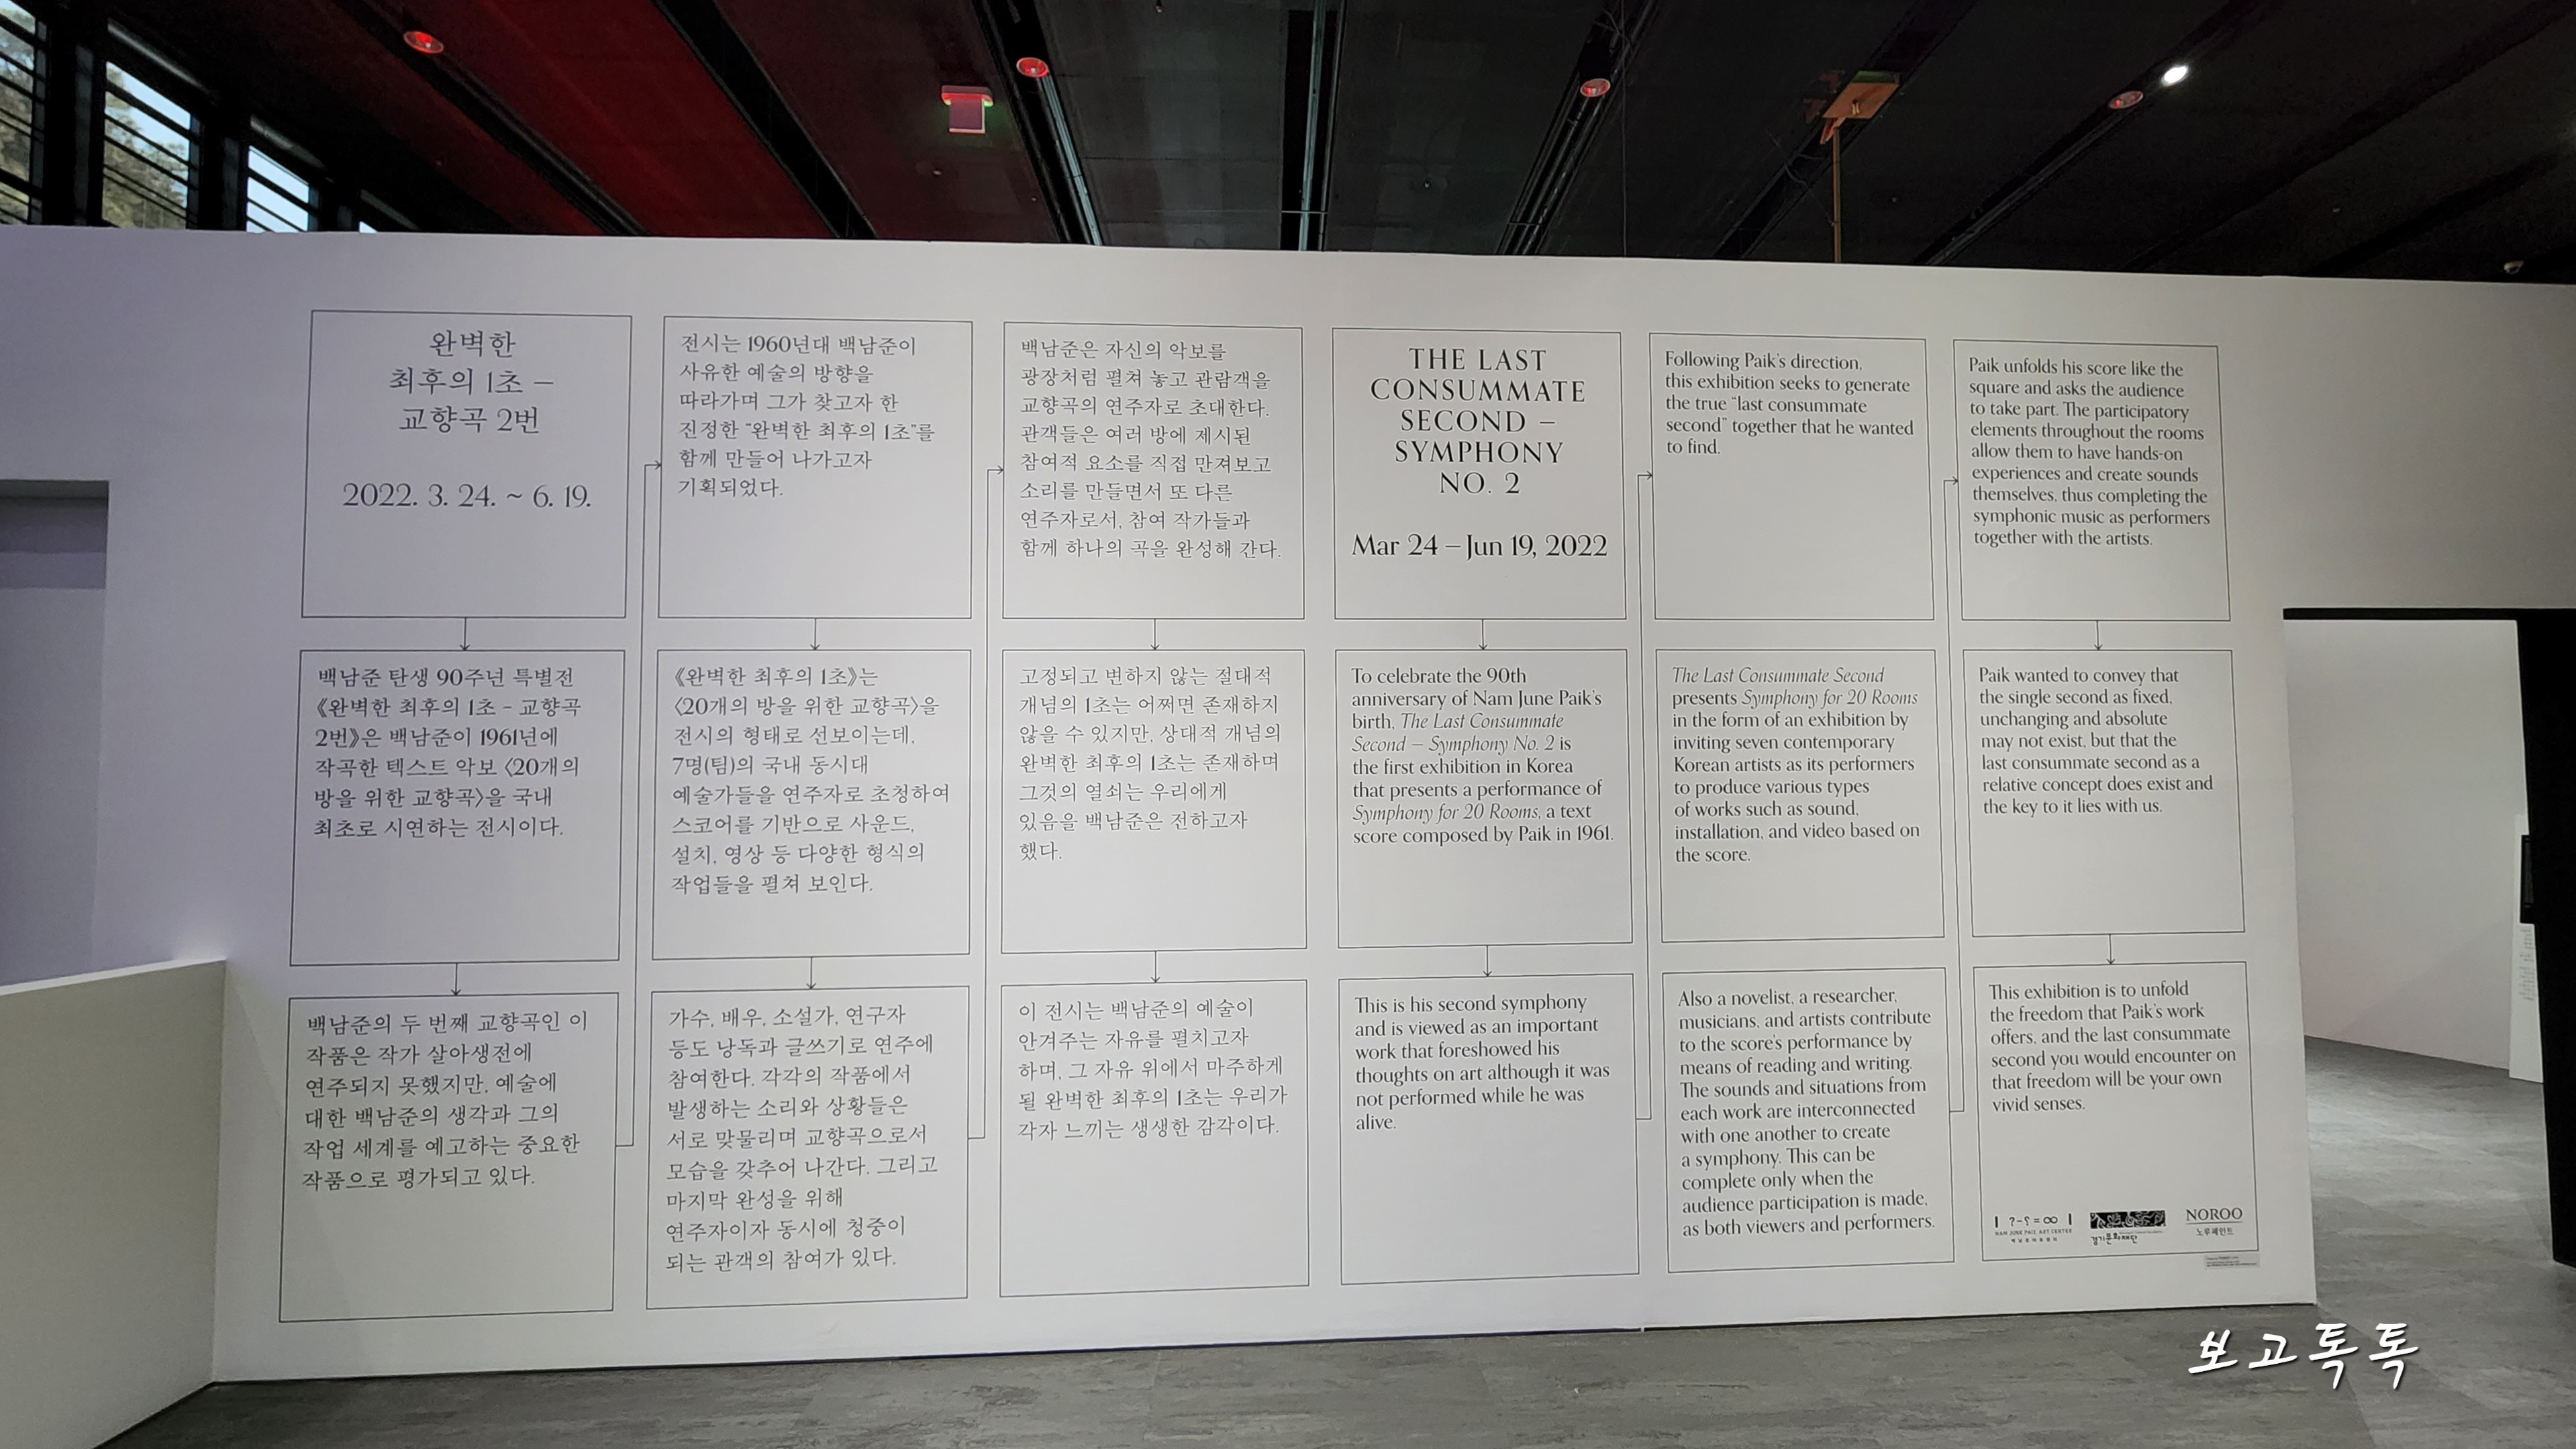 완벽한
최후의 1초 –
교향곡 2번
2022. 3. 24. ~ 6. 19.
백남준 탄생 90주년 특별전
《완벽한 최후의 1초 - 교향곡
2번》은 백남준이 1961년에
작곡한 텍스트 악보 〈20개의
방을 위한 교향곡〉을 국내
최초로 시연하는 전시이다.
백남준의 두 번째 교향곡인 이
작품은 작가 살아생전에
연주되지 못했지만, 예술에
대한 백남준의 생각과 그의
작업 세계를 예고하는 중요한
작품으로 평가되고 있다.
전시는 1960년대 백남준이
사유한 예술의 방향을
따라가며 그가 찾고자 한
진정한 “완벽한 최후의 1초”를
함께 만들어 나가고자
기획되었다.
《완벽한 최후의 1초》는
〈20개의 방을 위한 교향곡〉을
전시의 형태로 선보이는데,
7명(팀)의 국내 동시대
예술가들을 연주자로 초청하여
스코어를 기반으로 사운드,
설치, 영상 등 다양한 형식의
작업들을 펼쳐 보인다.
가수, 배우, 소설가, 연구자
등도 낭독과 글쓰기로 연주에
참여한다. 각각의 작품에서
발생하는 소리와 상황들은
서로 맞물리며 교향곡으로서
모습을 갖추어 나간다. 그리고
마지막 완성을 위해
연주자이자 동시에 청중이
되는 관객의 참여가 있다.
백남준은 자신의 악보를
광장처럼 펼쳐 놓고 관람객을
교향곡의 연주자로 초대한다.
관객들은 여러 방에 제시된
참여적 요소를 직접 만져보고
소리를 만들면서 또 다른
연주자로서, 참여 작가들과
함께 하나의 곡을 완성해 간다.
고정되고 변하지 않는 절대적
개념의 1초는 어쩌면 존재하지
않을 수 있지만, 상대적 개념의
완벽한 최후의 1초는 존재하며
그것의 열쇠는 우리에게
있음을 백남준은 전하고자
했다.
이 전시는 백남준의 예술이
안겨주는 자유를 펼치고자
하며, 그 자유 위에서 마주하게
될 완벽한 최후의 1초는 우리가
각자 느끼는 생생한 감각이다.
THE LAST
CONSUMMATE
SECOND –
SYMPHONY
NO. 2
Mar 24 – Jun 19, 2022
To celebrate the 90th
anniversary of Nam June Paik's
birth, The Last Consummate
Second – Symphony No. 2 is
the first exhibition in Korea
that presents a performance of
Symphony for 20 Rooms, a text
score composed by Paik in 1961.
This is his second symphony
and is viewed as an important
work that foreshowed his
thoughts on art although it was
not performed while he was
alive.
Following Paik's direction,
this exhibition seeks to generate
the true “last consummate
second” together that he wanted
to find.
The Last Consummate Second
presents Symphony for 20 Rooms
in the form of an exhibition by
inviting seven contemporary
Korean artists as its performers
to produce various types
of works such as sound,
installation, and video based on
the score.
Also a novelist, a researcher,
musicians, and artists contribute
to the score's performance by
means of reading and writing.
The sounds and situations from
each work are interconnected
with one another to create
a symphony. This can be
complete only when the
audience participation is made,
as both viewers and performers.
Paik unfolds his score like the
square and asks the audience
to take part. The participatory
elements throughout the rooms
allow them to have hands-on
experiences and create sounds
themselves, thus completing the
symphonic music as performers
together with the artists.
Paik wanted to convey that
the single second as fixed,
unchanging and absolute
may not exist, but that the
last consummate second as a
relative concept does exist and
the key to it lies with us.
This exhibition is to unfold
the freedom that Paik's work
offers, and the last consummate
second you would encounter on
that freedom will be your own
vivid senses.
NAM JUNE PAIK ART CENTER
백남준아트센터
경기문화재단
NOROO
노루페인트
보고톡톡